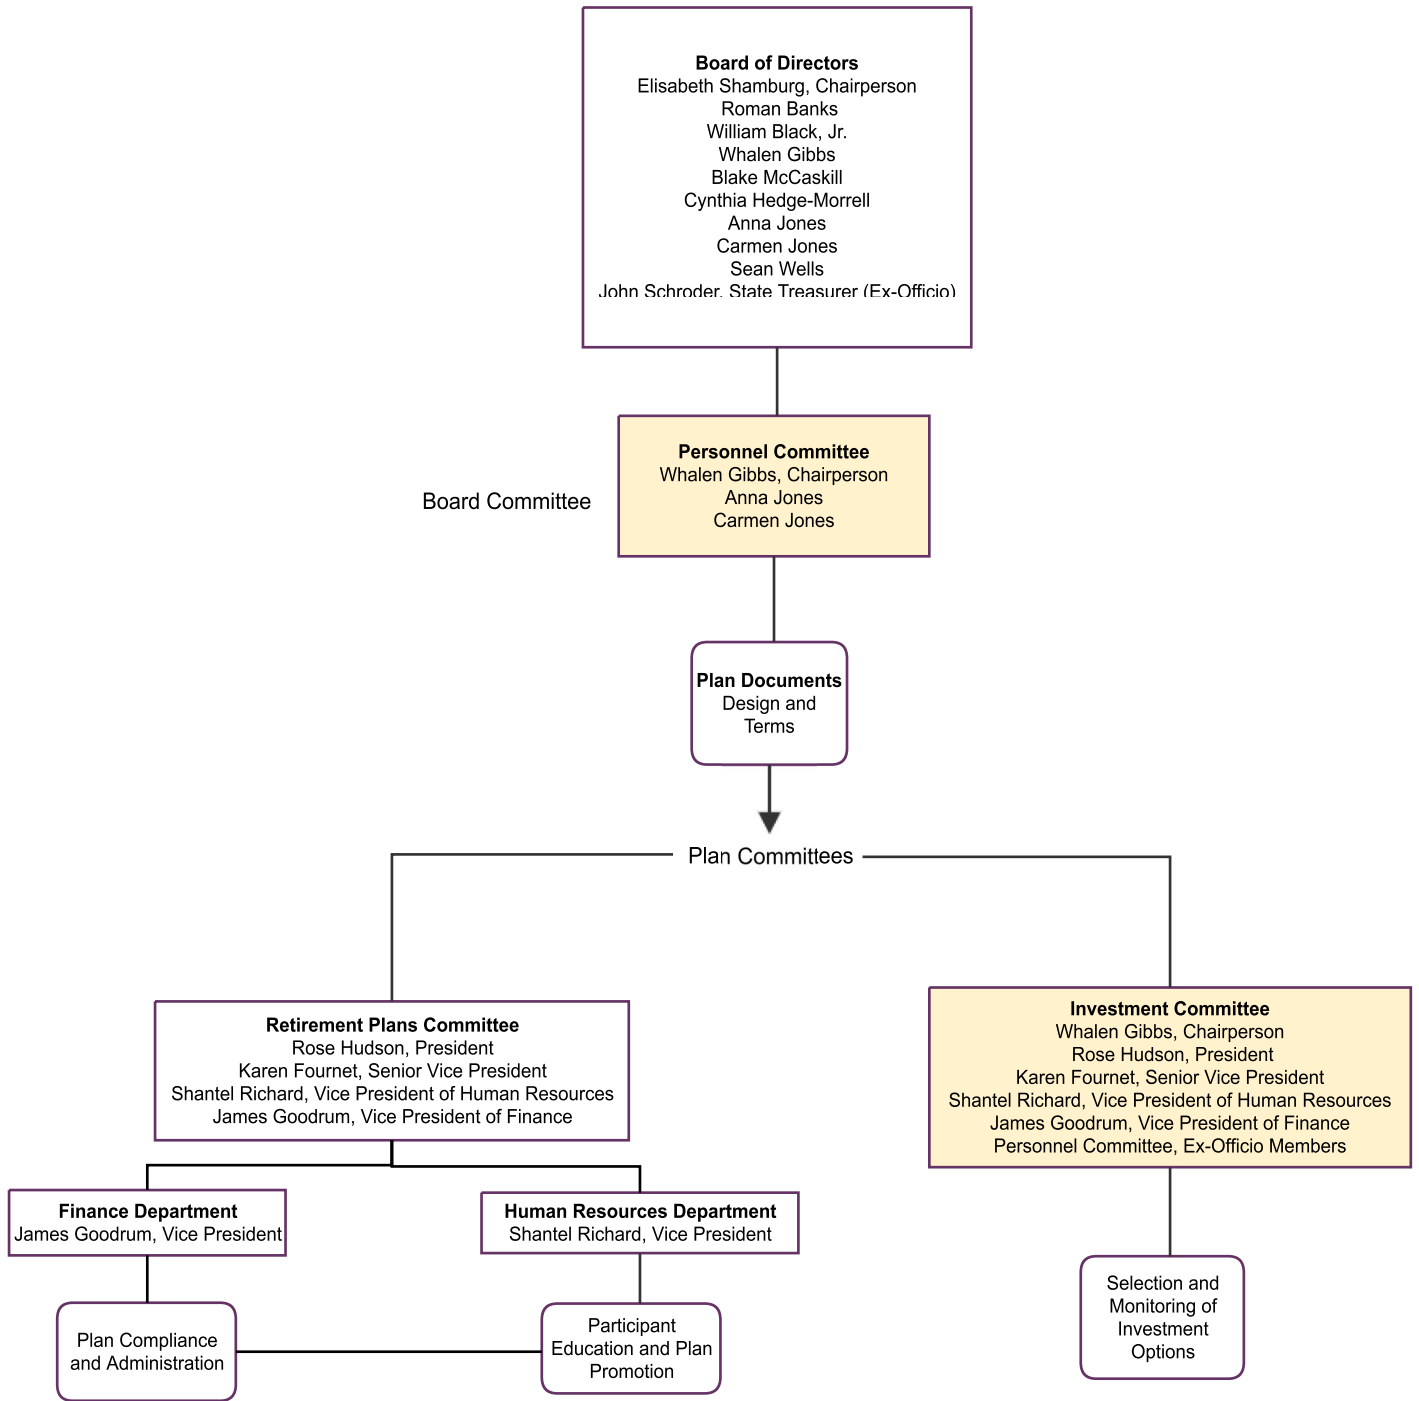 Board of Directors
Elisabeth Shamburg, Chairperson
Roman Banks
William Black, Jr.
Whalen Gibbs
Blake McCaskill
Cynthia Hedge-Morrell
Anna Jones
Carmen Jones
Sean Wells
John Schroder, State Treasurer (Ex-Officio)
Personnel Committee
Whalen Gibbs, Chairperson
Anna Jones
Carmen Jones
Board Committee
Plan Documents
Design and
Terms
Plan Committees
Retirement Plans Committee
Rose Hudson, President
Karen Fournet, Senior Vice President
Shantel Richard, Vice President of Human Resources
James Goodrum, Vice President of Finance
Investment Committee
Whalen Gibbs, Chairperson
Rose Hudson, President
Karen Fournet, Senior Vice President
Shantel Richard, Vice President of Human Resources
James Goodrum, Vice President of Finance
Personnel Committee, Ex-Officio Members
Finance Department
James Goodrum, Vice President
Human Resources Department
Shantel Richard, Vice President
Plan Compliance
and Administration
Participant
Education and Plan
Promotion
Selection and
Monitoring of
Investment
Options